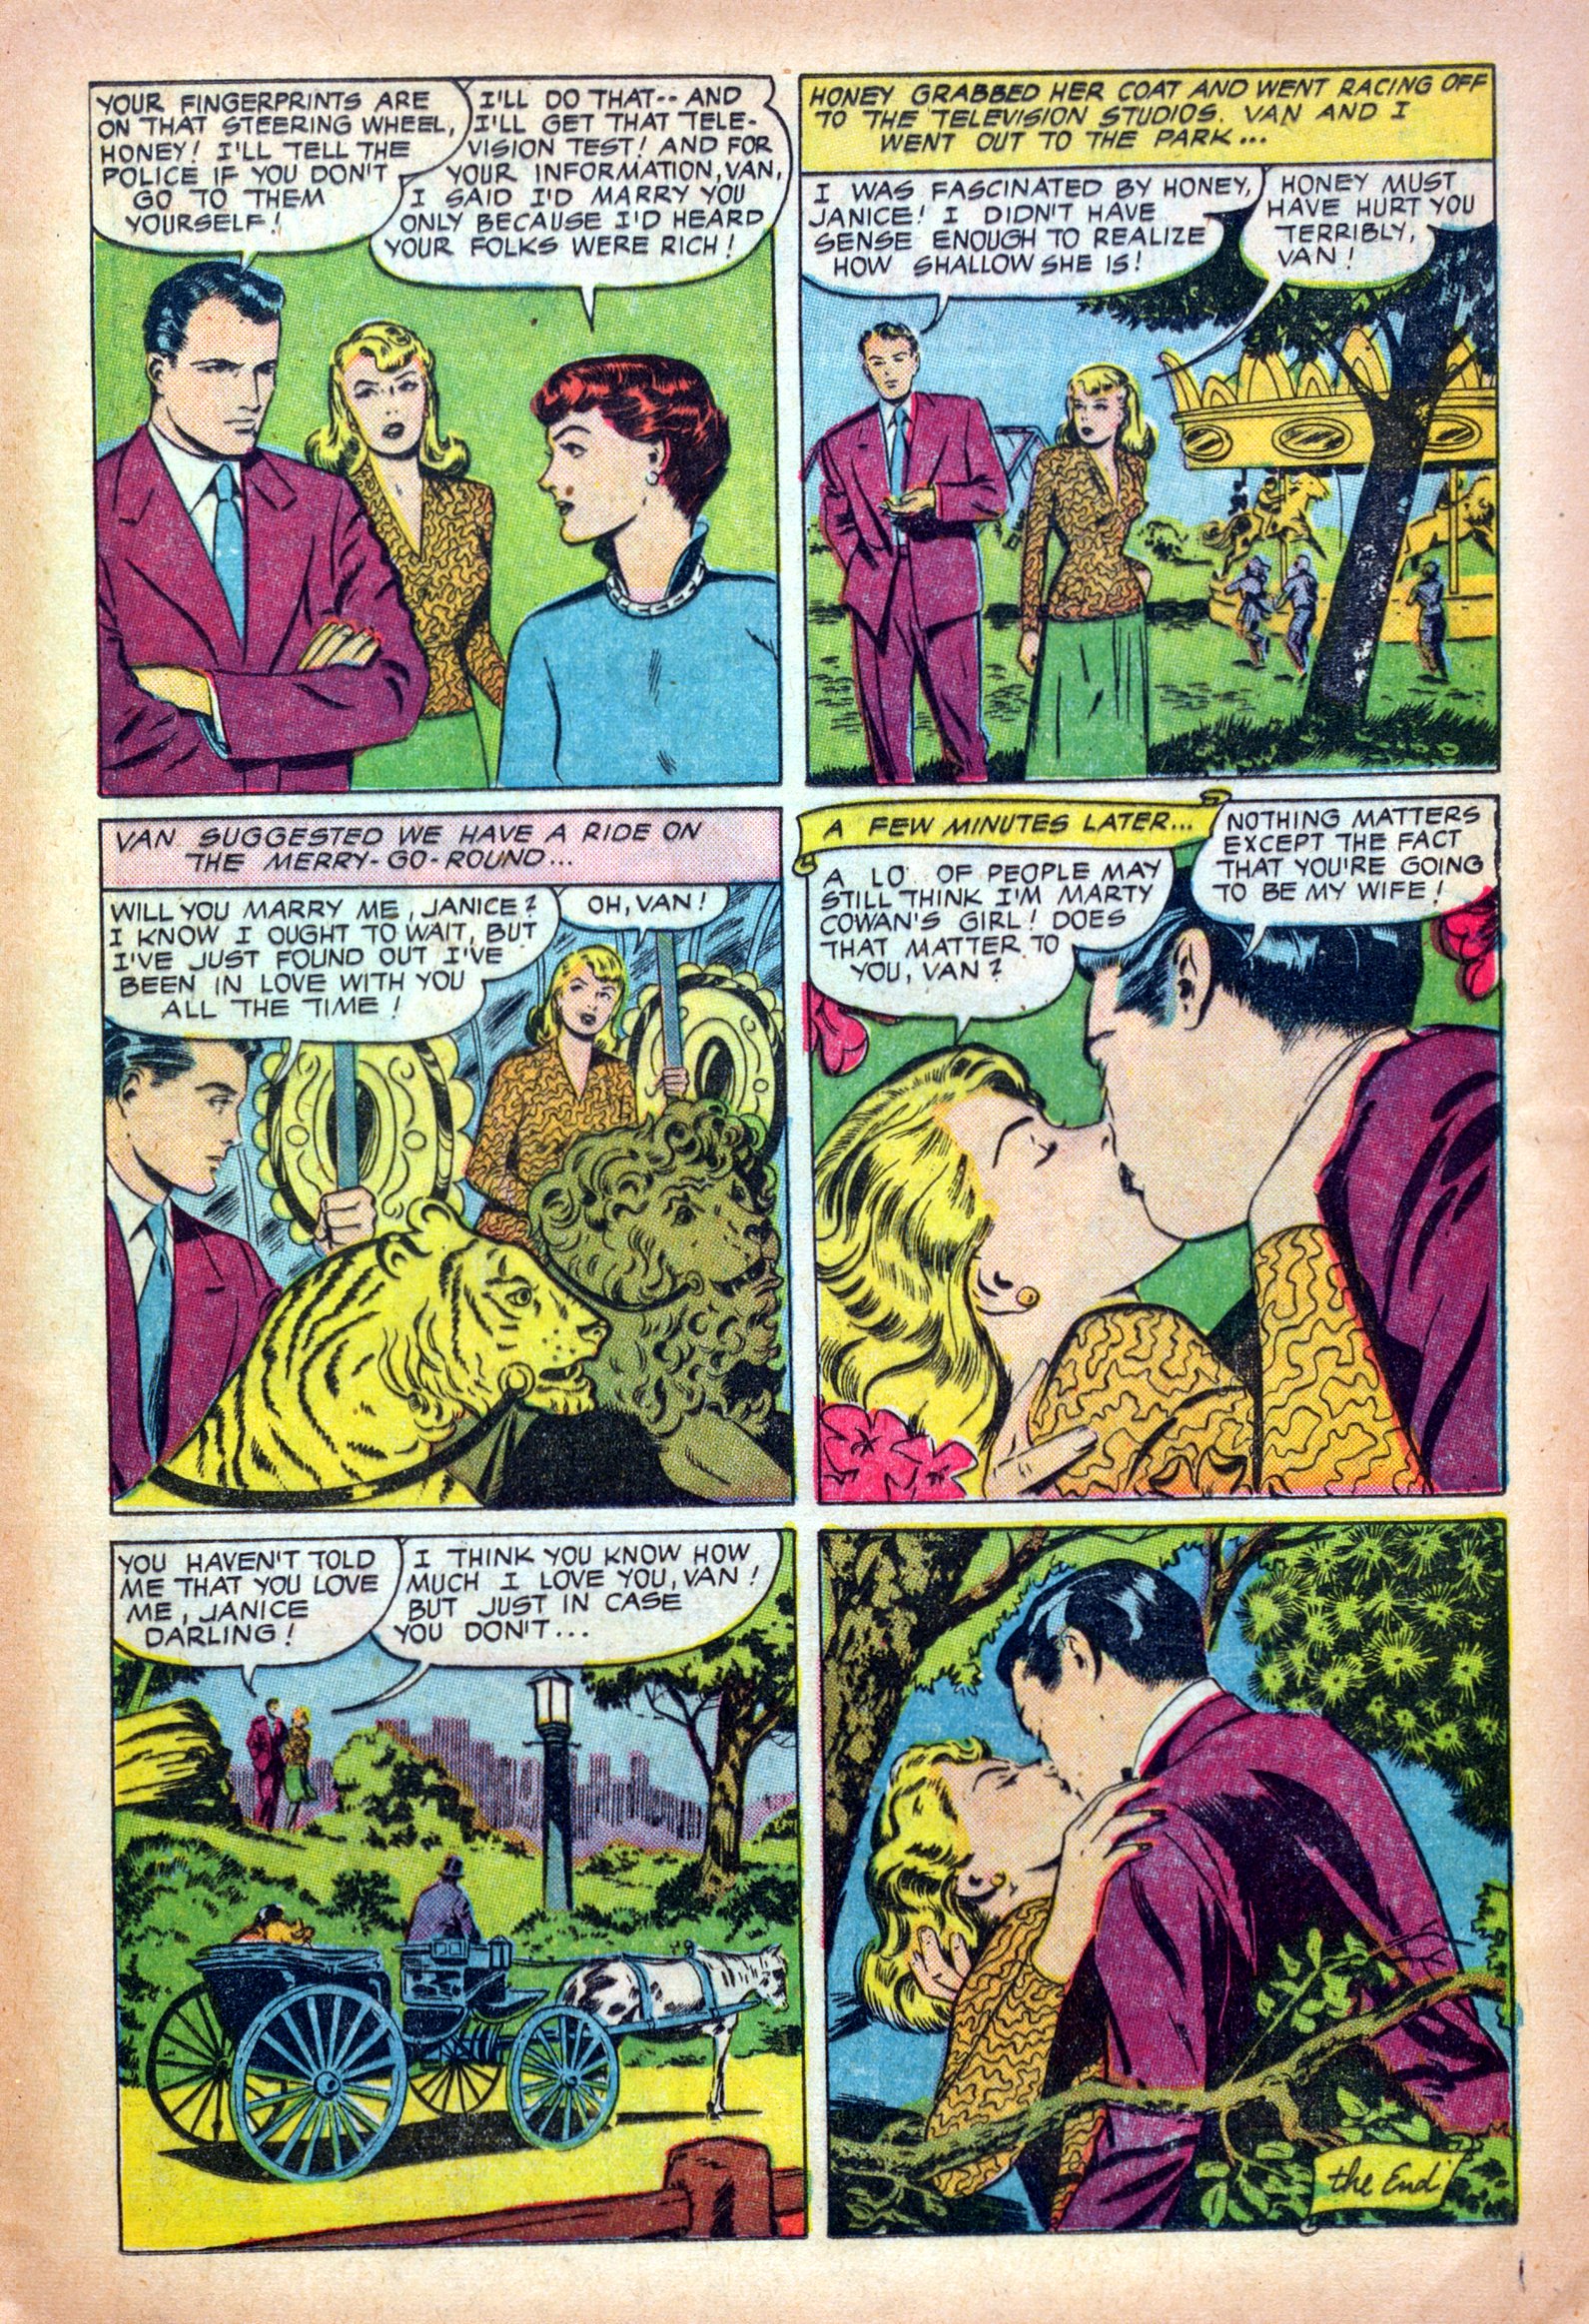 YOUR FINGERPRINTS ARE
ON THAT STEERING WHEEL,
HONEY! I'LL TELL THE
POLICE IF YOU DON'T
GO TO THEM
YOURSELF!
I'LL DO THAT-- AND
I'LL GET THAT TELE-
VISION TEST! AND FOR
YOUR INFORMATION, VAN,
I SAID I'D MARRY YOU
ONLY BECAUSE I'D HEARD
YOUR FOLKS WERE RICH!
HONEY GRABBED HER COAT AND WENT RACING OFF
TO THE TELEVISION STUDIOS. VAN AND I
WENT OUT TO THE PARK...
I WAS FASCINATED BY HONEY,
JANICE! I DIDN'T HAVE
SENSE ENOUGH TO REALIZE
HOW SHALLOW SHE IS!
HONEY MUST
HAVE HURT YOU
TERRIBLY,
VAN!
VAN SUGGESTED WE HAVE A RIDE ON
THE MERRY-GO-ROUND...
WILL YOU MARRY ME, JANICE?
I KNOW I OUGHT TO WAIT, BUT
I'VE JUST FOUND OUT I'VE
BEEN IN LOVE WITH YOU
ALL THE TIME!
OH, VAN!
A FEW MINUTES LATER...
A LO OF PEOPLE MAY
STILL THINK I'M MARTY
COWAN'S GIRL! DOES
THAT MATTER TO
YOU, VAN?
NOTHING MATTERS
EXCEPT THE FACT
THAT YOU'RE GOING
TO BE MY WIFE!
YOU HAVEN'T TOLD
ME THAT YOU LOVE
ME, JANICE
DARLING!
I THINK YOU KNOW HOW
MUCH I LOVE YOU, VAN!
BUT JUST IN CASE
YOU DON'T...
the End